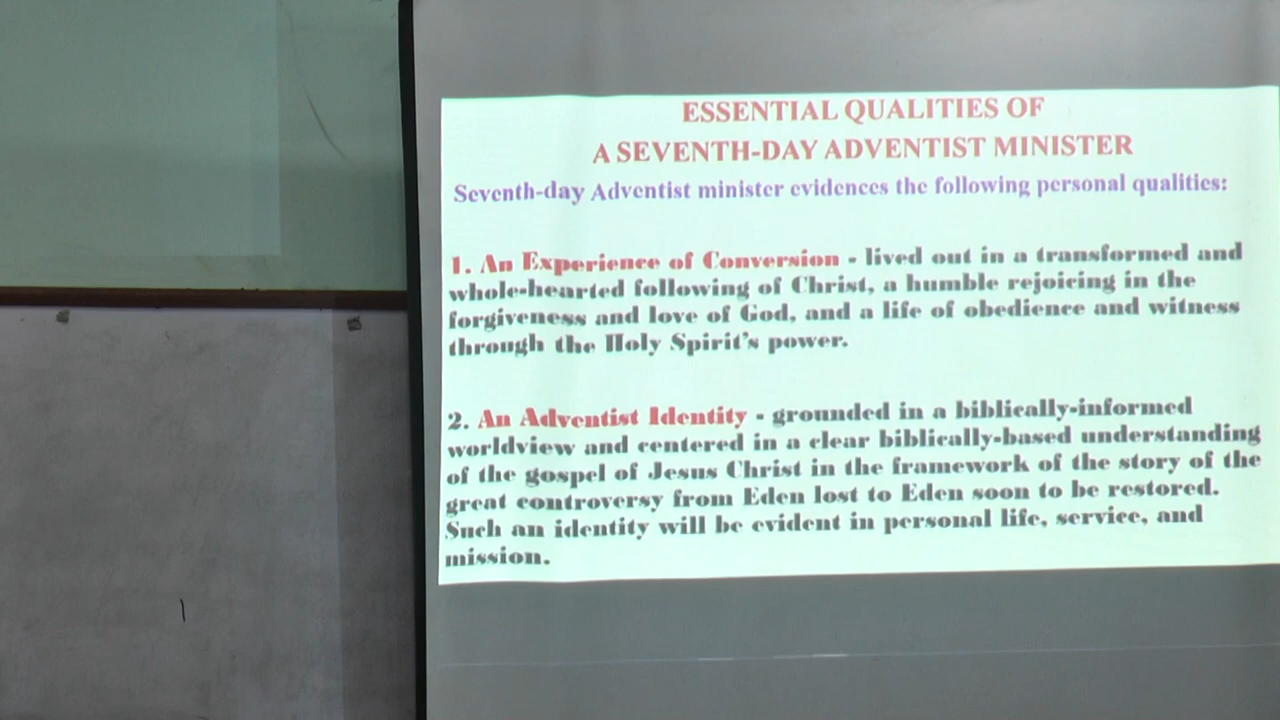 ESSENTIAL QUALITIES OF
A SEVENTH-DAY ADVENTIST MINISTER
Seventh-day Adventist minister evidences the following personal qualities:
1. An Experience of Conversion - lived out in a transformed and
whole-hearted following of Christ, a humble rejoicing in the
forgiveness and love of God, and a life of obedience and witness
through the Holy Spirit's power.
2. An Adventist Identity - grounded in a biblically-informed
worldview and centered in a clear biblically-based understanding
of the gospel of Jesus Christ in the framework of the story of the
great controversy from Eden lost to Eden soon to be restored.
Such an identity will be evident in personal life, service, and
mission.